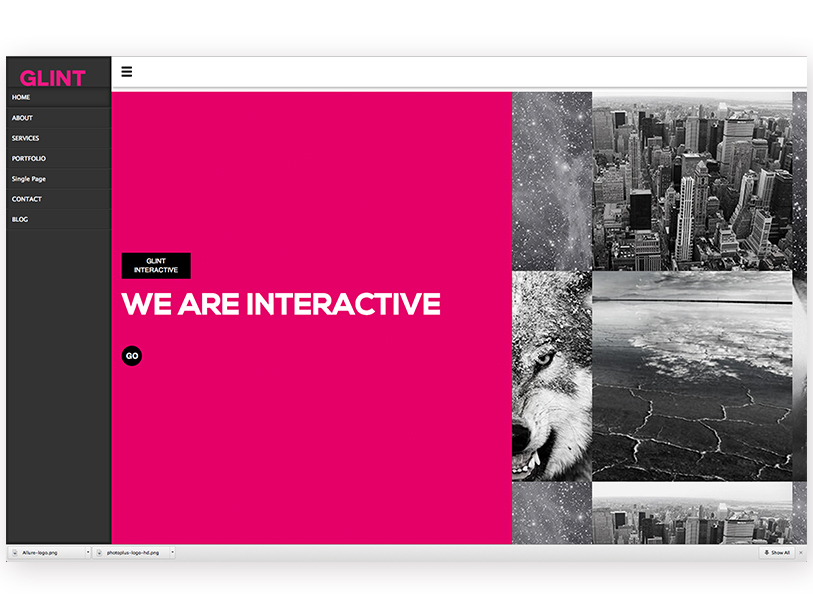 GLINT
HOME
ABOUT
SERVICES
PORTFOLIO
Single Page
CONTACT
BLOG
GLINT
INTERACTIVE
WE ARE INTERACTIVE
GO
Allure-logo.png
photoplus-logo-hd.png
Show All